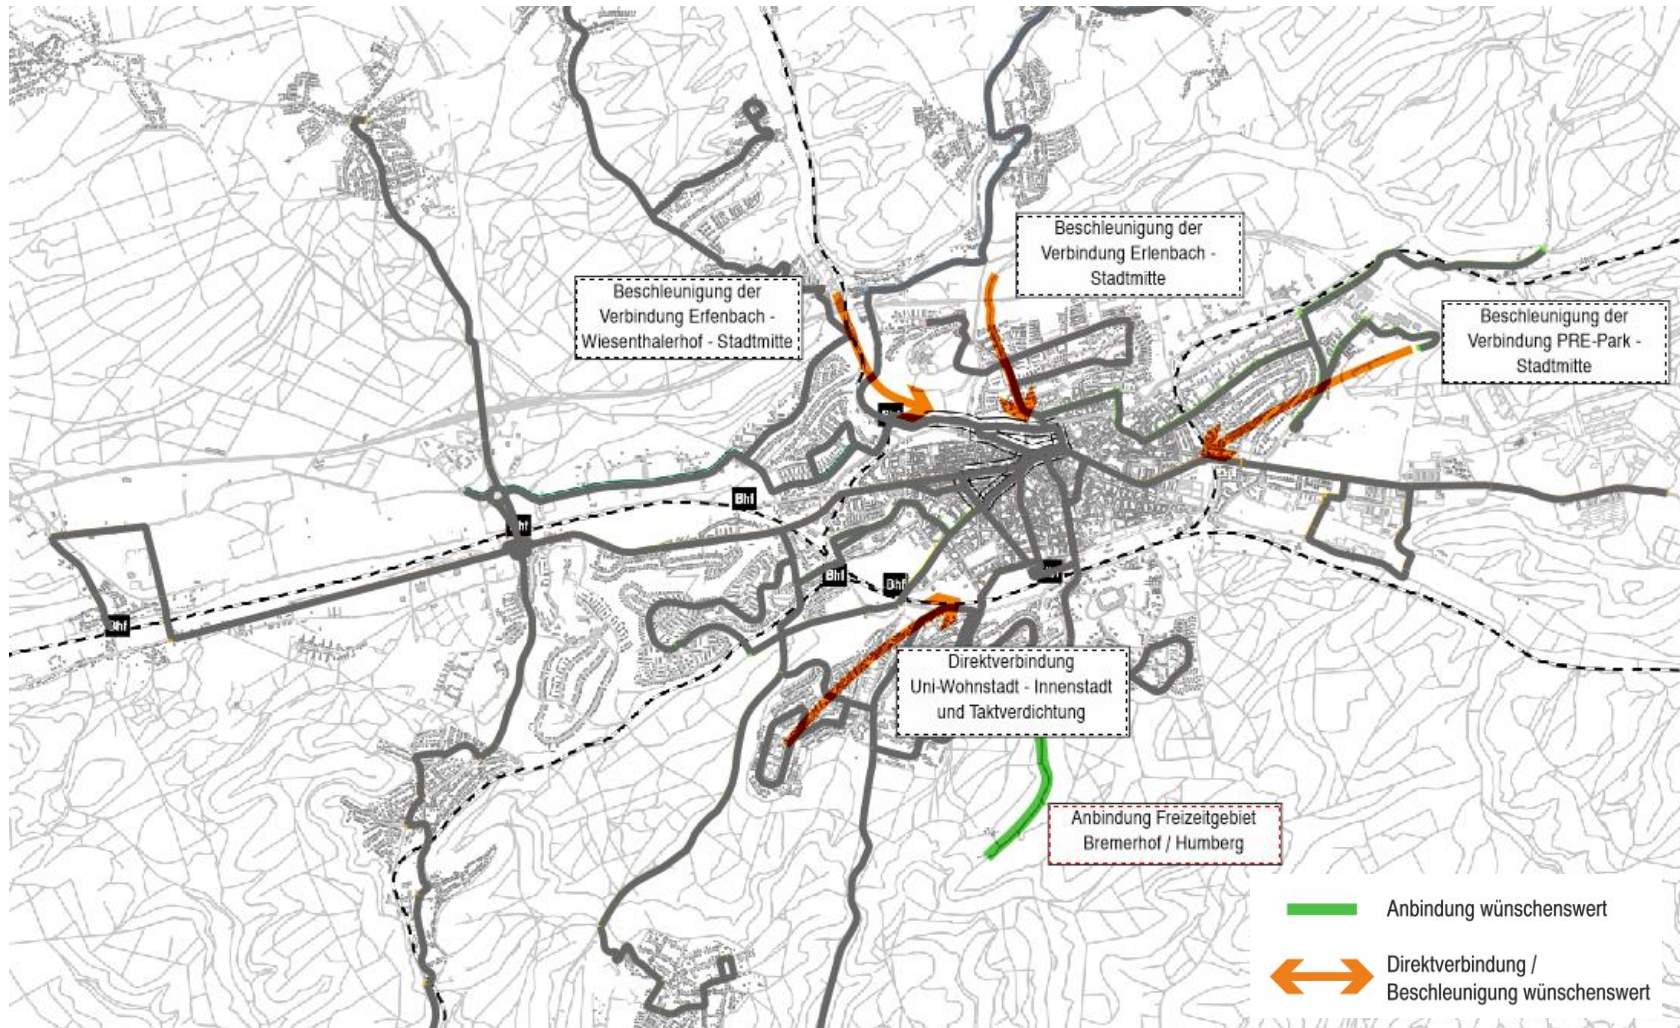 Beschleunigung der
Verbindung Erlenbach -
Stadtmitte
Beschleunigung der
Verbindung Erfenbach -
Wiesenthalerhof - Stadtmitte
Beschleunigung der
Verbindung PRE-Park -
Stadtmitte
Bhf
Bhf
Bhf
Bhf
Direktverbindung
Uni-Wohnstadt - Innenstadt
und Taktverdichtung
Anbindung Freizeitgebiet
Bremerhof / Humberg
Anbindung wünschenswert
Direktverbindung /
Beschleunigung wünschenswert